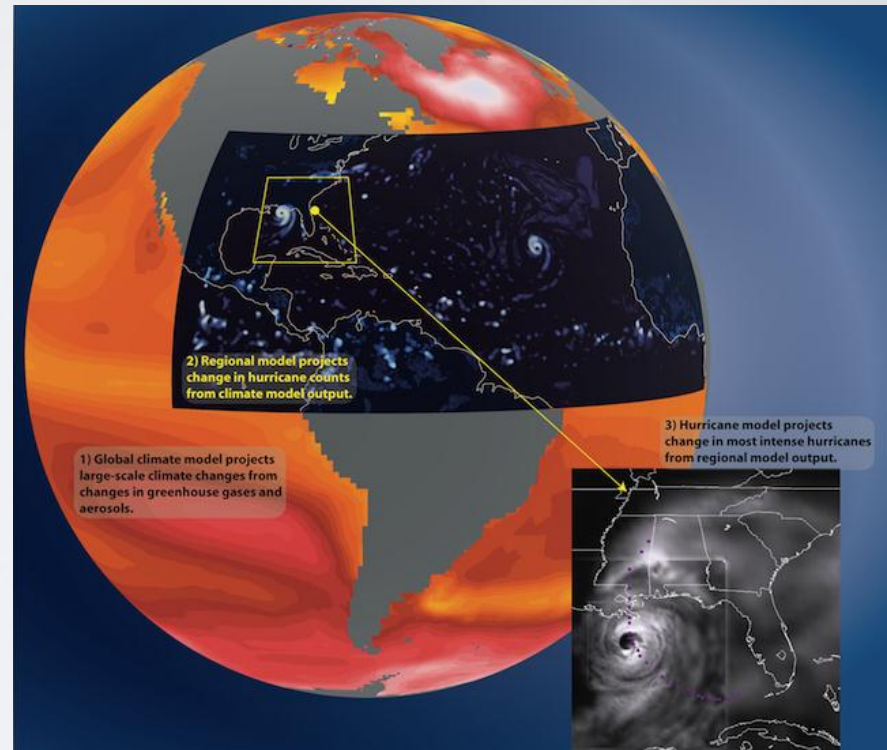 1) Global climate model projects
large-scale climate changes from
changes in greenhouse gases and
aerosols.
2) Regional model projects
change in hurricane counts
from climate model output.
3) Hurricane model projects
change in most intense hurricanes
from regional model output.